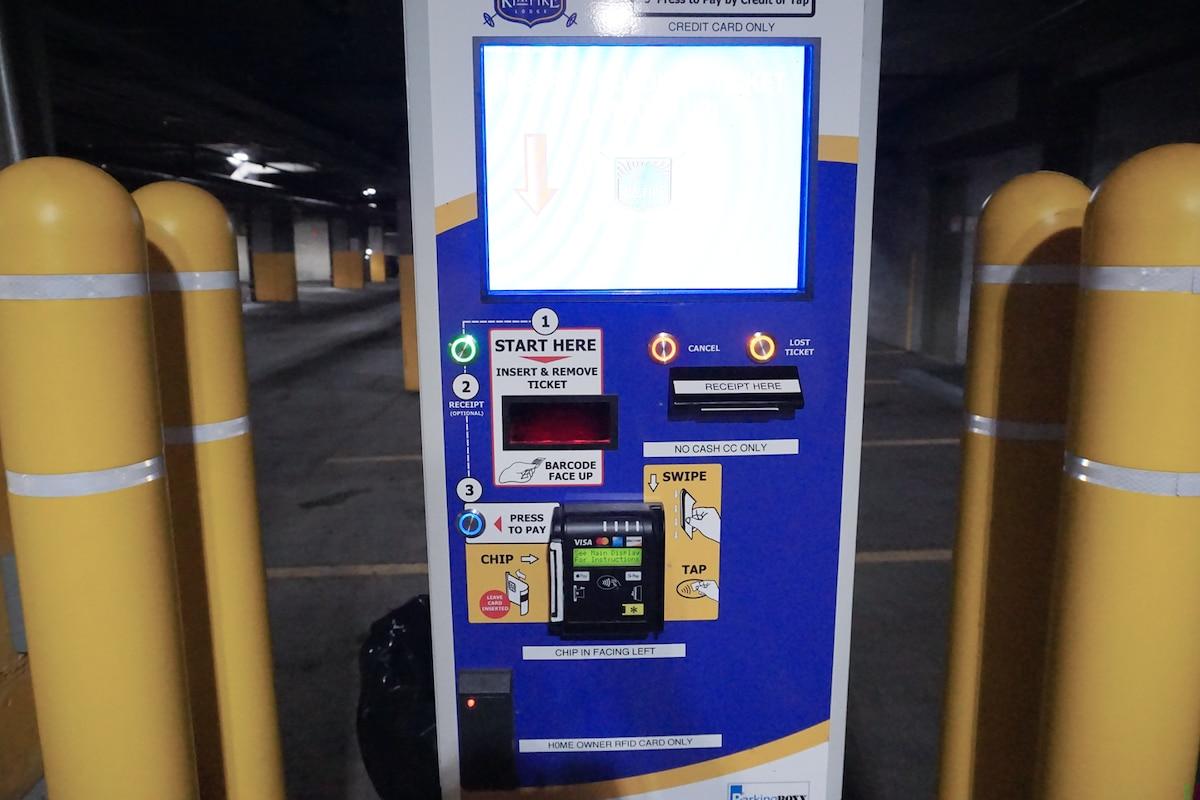 LODGE
Press to Pay by Credit or Tap
CREDIT CARD ONLY
1
START HERE
INSERT & REMOVE
TICKET
2
RECEIPT
(OPTIONAL)
BARCODE
FACE UP
CANCEL
LOST
TICKET
RECEIPT HERE
NO CASH CC ONLY
3
PRESS
TO PAY
SWIPE
VISA
See Main Display
For Instructions
CHIP
LEAVE
CARD
INSERTED
TAP
CHIP IN FACING LEFT
HOME OWNER RFID CARD ONLY
ParkingBOXX